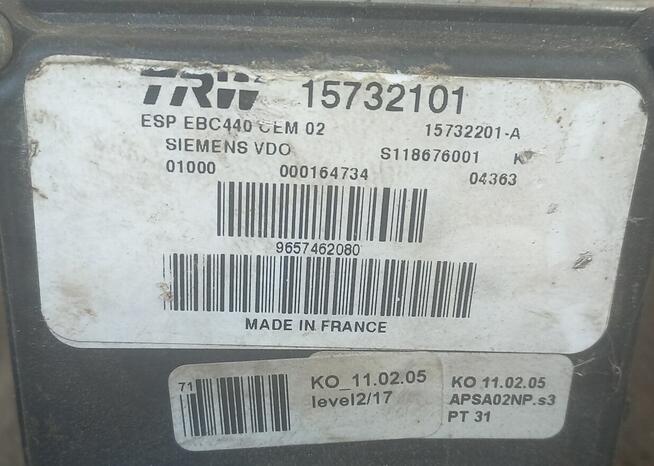 TRW 15732101
ESP EBC440 CEM 02 15732201-A
SIEMENS VDO S118676001 K
01000 000164734 04363
9657462080
MADE IN FRANCE
71
KO_11.02.05
level2/17
KO 11.02.05
APSA02NP.s3
PT 31